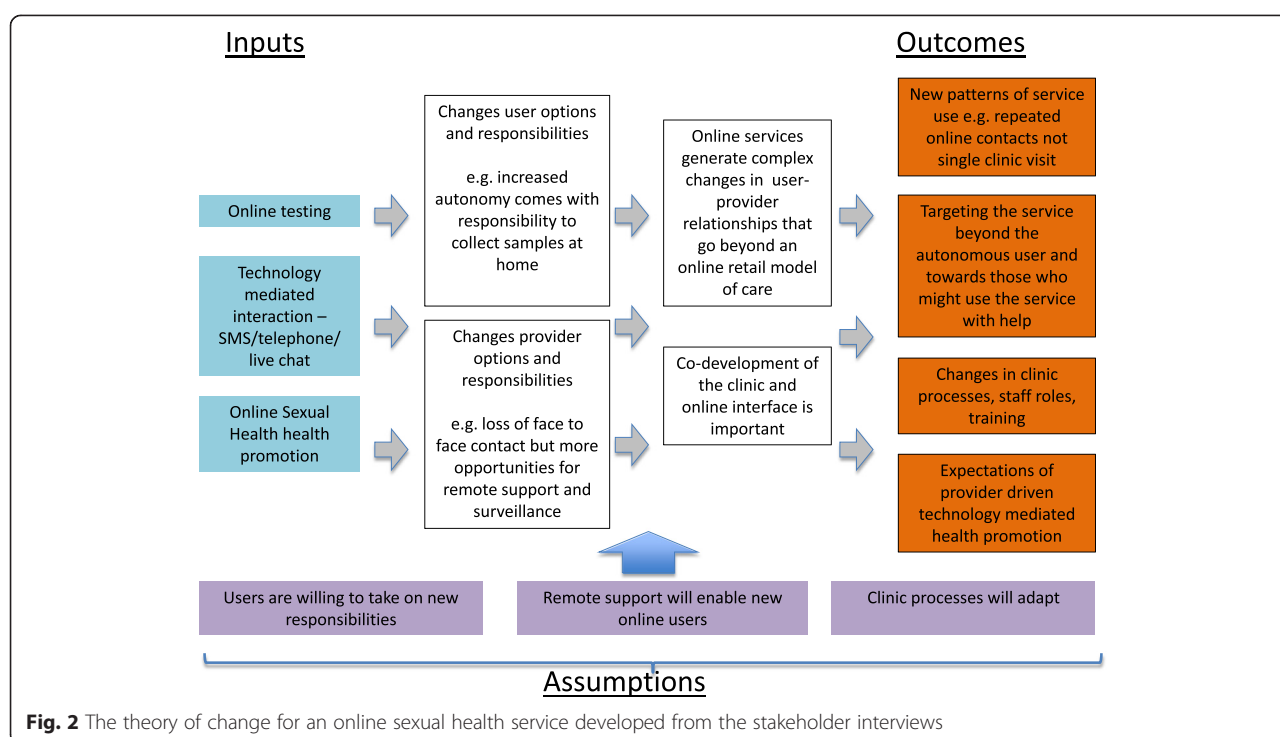 Inputs
Outcomes
Online testing
Technology
mediated
interaction –
SMS/telephone/
live chat
Online Sexual
Health health
promotion
Changes user options
and responsibilities
e.g. increased
autonomy comes with
responsibility to
collect samples at
home
Changes provider
options and
responsibilities
e.g. loss of face to
face contact but more
opportunities for
remote support and
surveillance
Online services
generate complex
changes in user-
provider
relationships that
go beyond an
online retail model
of care
Co-development of
the clinic and
online interface is
important
New patterns of service
use e.g. repeated
online contacts not
single clinic visit
Targeting the service
beyond the
autonomous user and
towards those who
might use the service
with help
Changes in clinic
processes, staff roles,
training
Expectations of
provider driven
technology mediated
health promotion
Users are willing to take on new
responsibilities
Remote support will enable new
online users
Clinic processes will adapt
Assumptions
Fig. 2 The theory of change for an online sexual health service developed from the stakeholder interviews